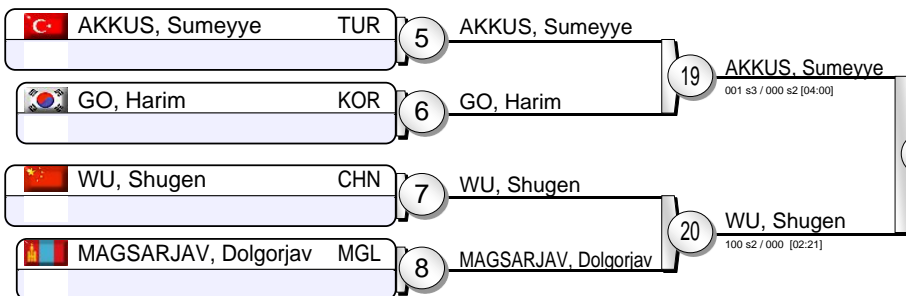 AKKUS, Sumeyye TUR
5
AKKUS, Sumeyye
19
AKKUS, Sumeyye
001 s3 / 000 s2 [04:00]
GO, Harim KOR
6
GO, Harim
WU, Shugen CHN
7
WU, Shugen
20
WU, Shugen
100 s2 / 000 [02:21]
MAGSARJAV, Dolgorjav MGL
8
MAGSARJAV, Dolgorjav